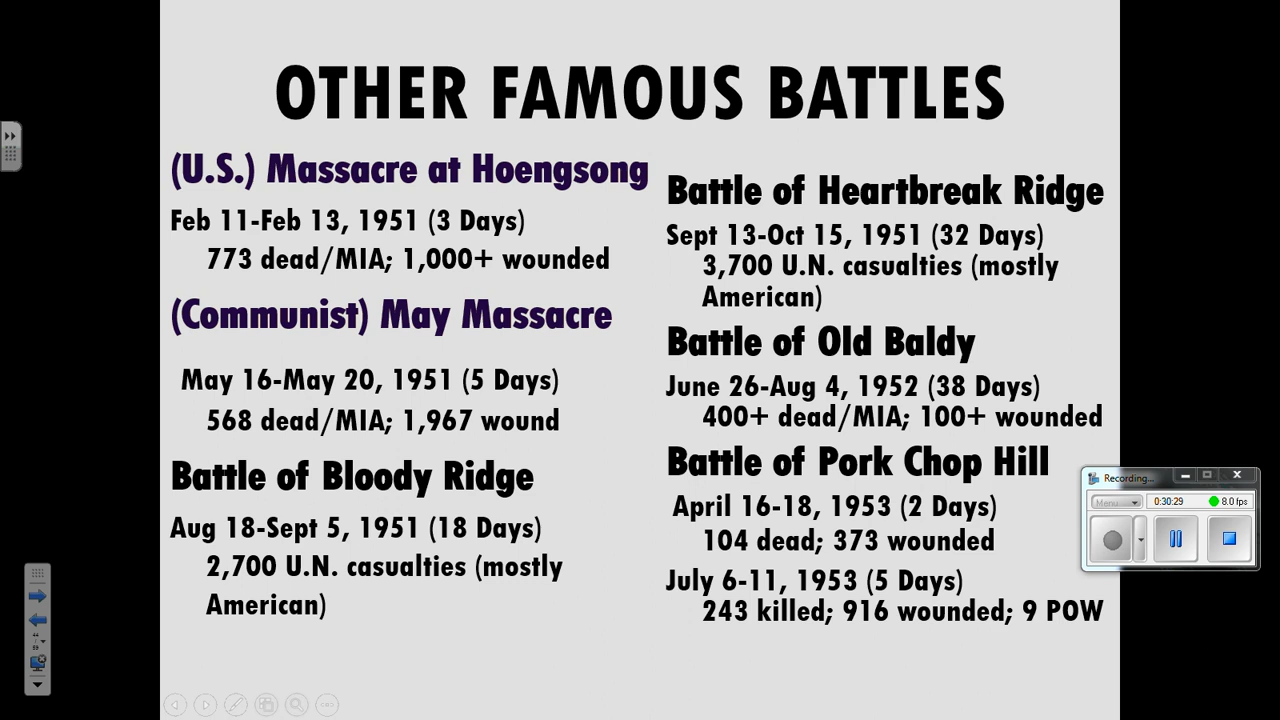 OTHER FAMOUS BATTLES
(U.S.) Massacre at Hoengsong
Feb 11-Feb 13, 1951 (3 Days)
773 dead/MIA; 1,000+ wounded
(Communist) May Massacre
May 16-May 20, 1951 (5 Days)
568 dead/MIA; 1,967 wound
Battle of Bloody Ridge
Aug 18-Sept 5, 1951 (18 Days)
2,700 U.N. casualties (mostly
American)
Battle of Heartbreak Ridge
Sept 13-Oct 15, 1951 (32 Days)
3,700 U.N. casualties (mostly
American)
Battle of Old Baldy
June 26-Aug 4, 1952 (38 Days)
400+ dead/MIA; 100+ wounded
Battle of Pork Chop Hill
April 16-18, 1953 (2 Days)
104 dead; 373 wounded
July 6-11, 1953 (5 Days)
243 killed; 916 wounded; 9 POW
Recording...
Menu
0:30:29
8.0 fps